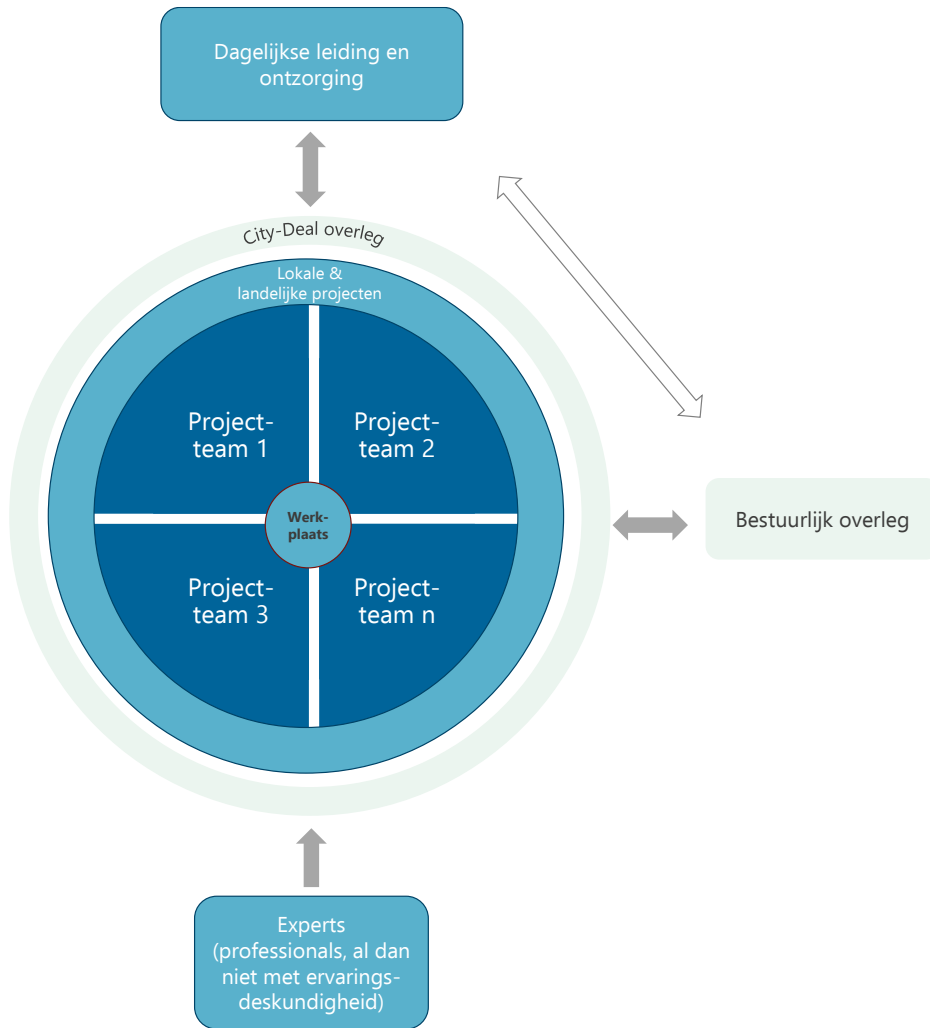 Dagelijkse leiding en
ontzorging
City-Deal overleg
Lokale &
landelijke projecten
Project-
team 1
Project-
team 2
Werk-
plaats
Project-
team 3
Project-
team n
Bestuurlijk overleg
Experts
(professionals, al dan
niet met ervarings-
deskundigheid)